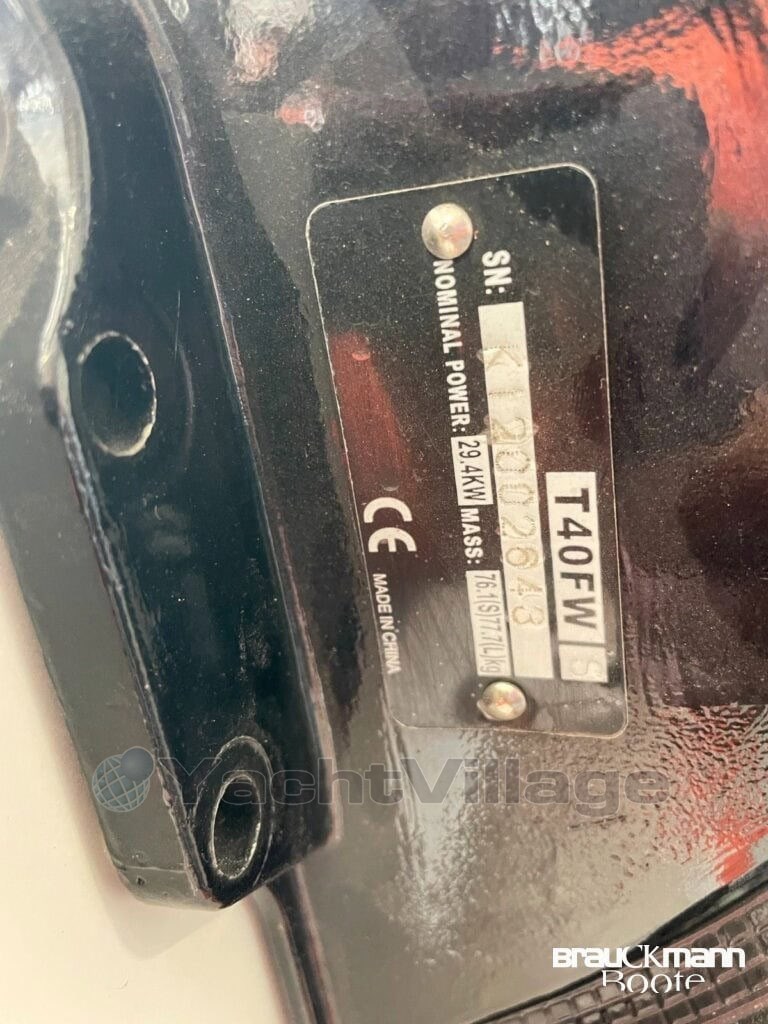 T40FW S
SN: K12002643
NOMINAL POWER: 29.4KW MASS: 76.1(S)77.7(L)kg
CE MADE IN CHINA
YachtVillage
Brauckmann
Boote